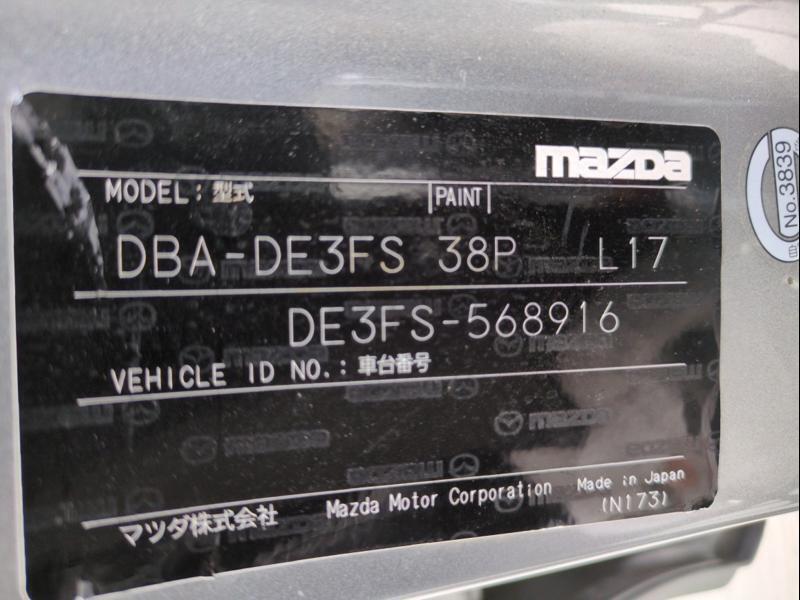 mazda
MODEL: 型式 PAINT
DBA-DE3FS 38P L17
DE3FS-568916
VEHICLE ID NO.: 車台番号
マツダ株式会社 Mazda Motor Corporation Made in Japan
(N173)
No.3839